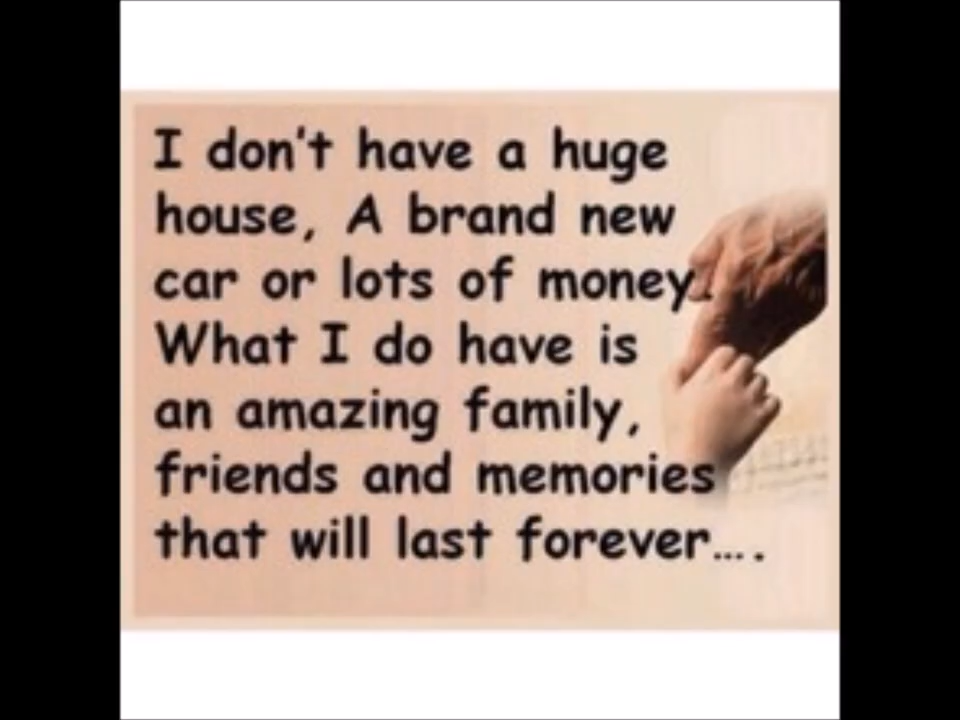 I don't have a huge
house, A brand new
car or lots of money.
What I do have is
an amazing family,
friends and memories
that will last forever....